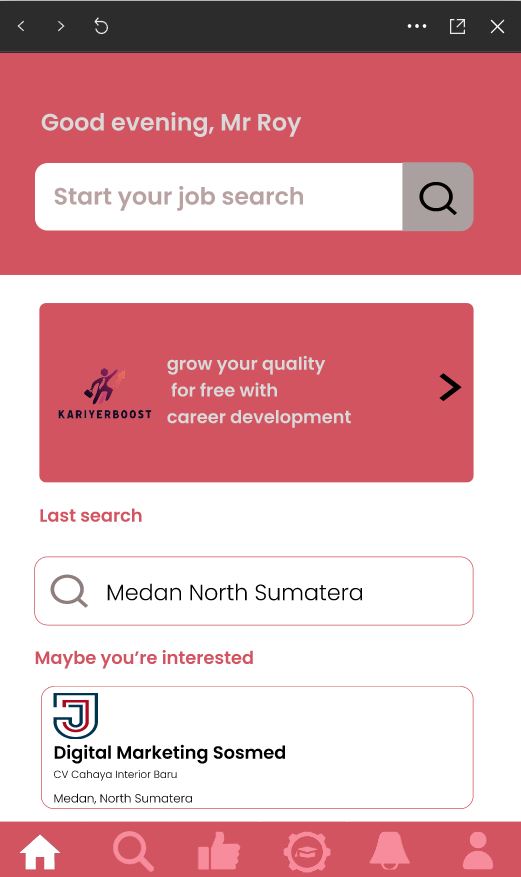 Good evening, Mr Roy
Start your job search
grow your quality
for free with
career development
KARIYERBOOST
Last search
Medan North Sumatera
Maybe you're interested
Digital Marketing Sosmed
CV Cahaya Interior Baru
Medan, North Sumatera